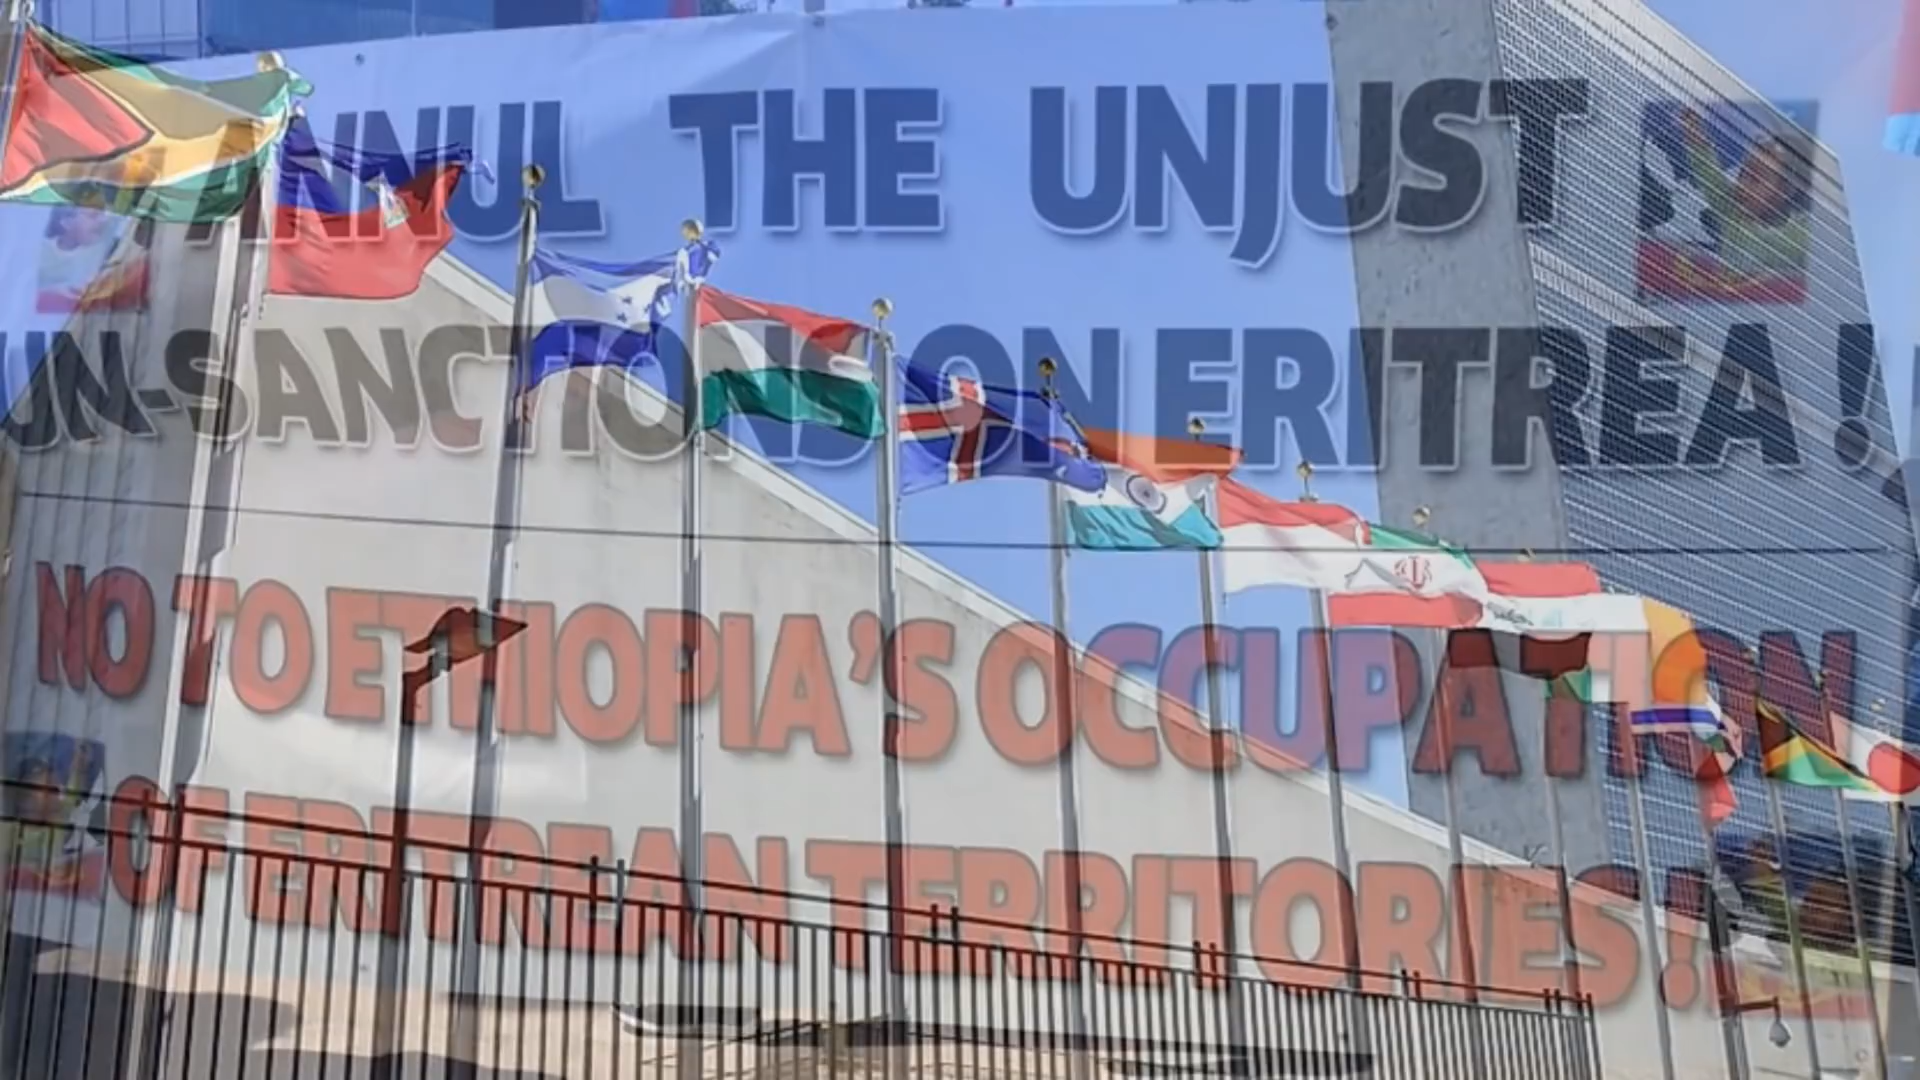 ANNUL THE UNJUST
UN-SANCTIONS ON ERITREA!
NO TO ETHIOPIA'S OCCUPATION
OF ERITREAN TERRITORIES!